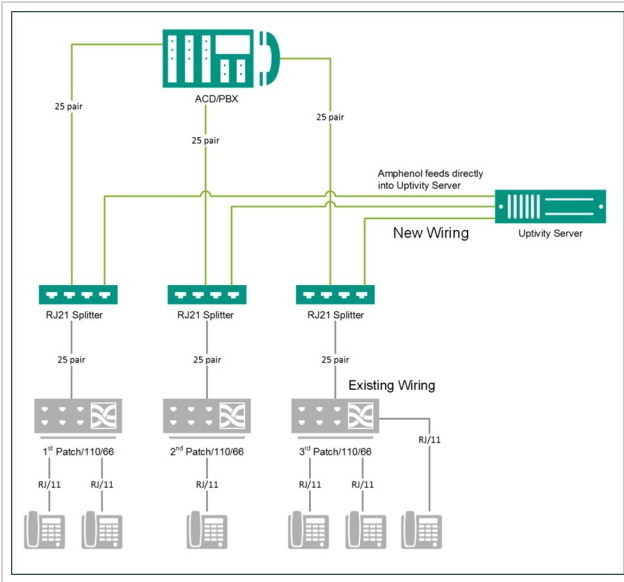 ACD/PBX
25 pair
25 pair
25 pair
Amphenol feeds directly
into Uptivity Server
New Wiring
Uptivity Server
RJ21 Splitter
RJ21 Splitter
RJ21 Splitter
25 pair
25 pair
25 pair
Existing Wiring
1st Patch/110/66
2nd Patch/110/66
3rd Patch/110/66
RJ/11
RJ/11
RJ/11
RJ/11
RJ/11
RJ/11